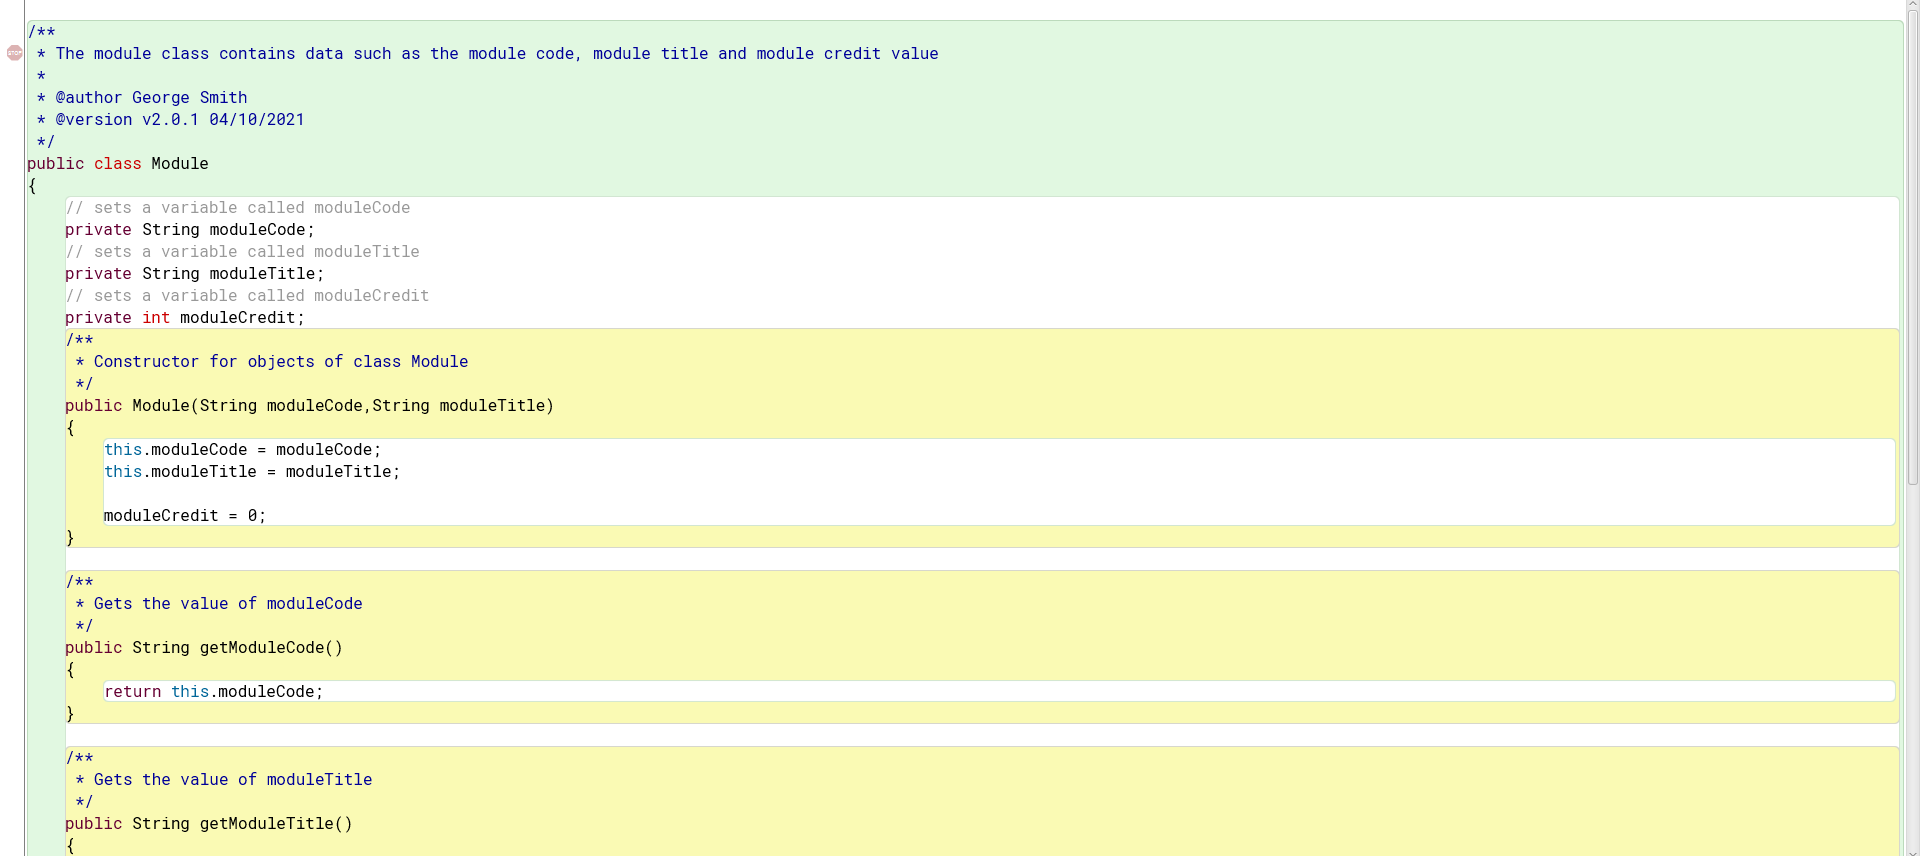 /**
 * The module class contains data such as the module code, module title and module credit value
 *
 * @author George Smith
 * @version v2.0.1 04/10/2021
 */
public class Module
{
    // sets a variable called moduleCode
    private String moduleCode;
    // sets a variable called moduleTitle
    private String moduleTitle;
    // sets a variable called moduleCredit
    private int moduleCredit;
    /**
     * Constructor for objects of class Module
     */
    public Module(String moduleCode,String moduleTitle)
    {
        this.moduleCode = moduleCode;
        this.moduleTitle = moduleTitle;

        moduleCredit = 0;
    }

    /**
     * Gets the value of moduleCode
     */
    public String getModuleCode()
    {
        return this.moduleCode;
    }

    /**
     * Gets the value of moduleTitle
     */
    public String getModuleTitle()
    {